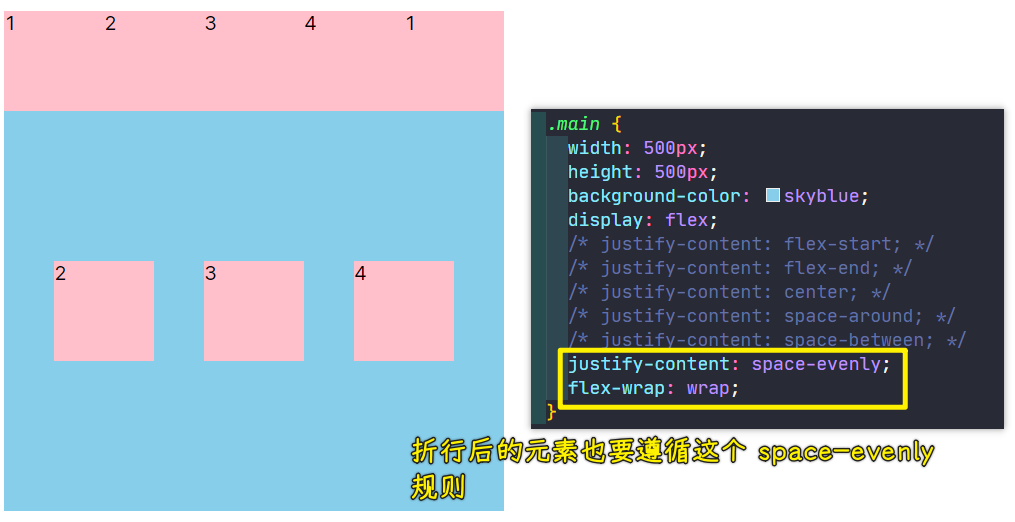 1 2 3 4 1
2 3 4
.main {
width: 500px;
height: 500px;
background-color: skyblue;
display: flex;
/* justify-content: flex-start; */
/* justify-content: flex-end; */
/* justify-content: center; */
/* justify-content: space-around; */
/* justify-content: space-between; */
justify-content: space-evenly;
flex-wrap: wrap;
}
折行后的元素也要遵循这个 space-evenly
规则